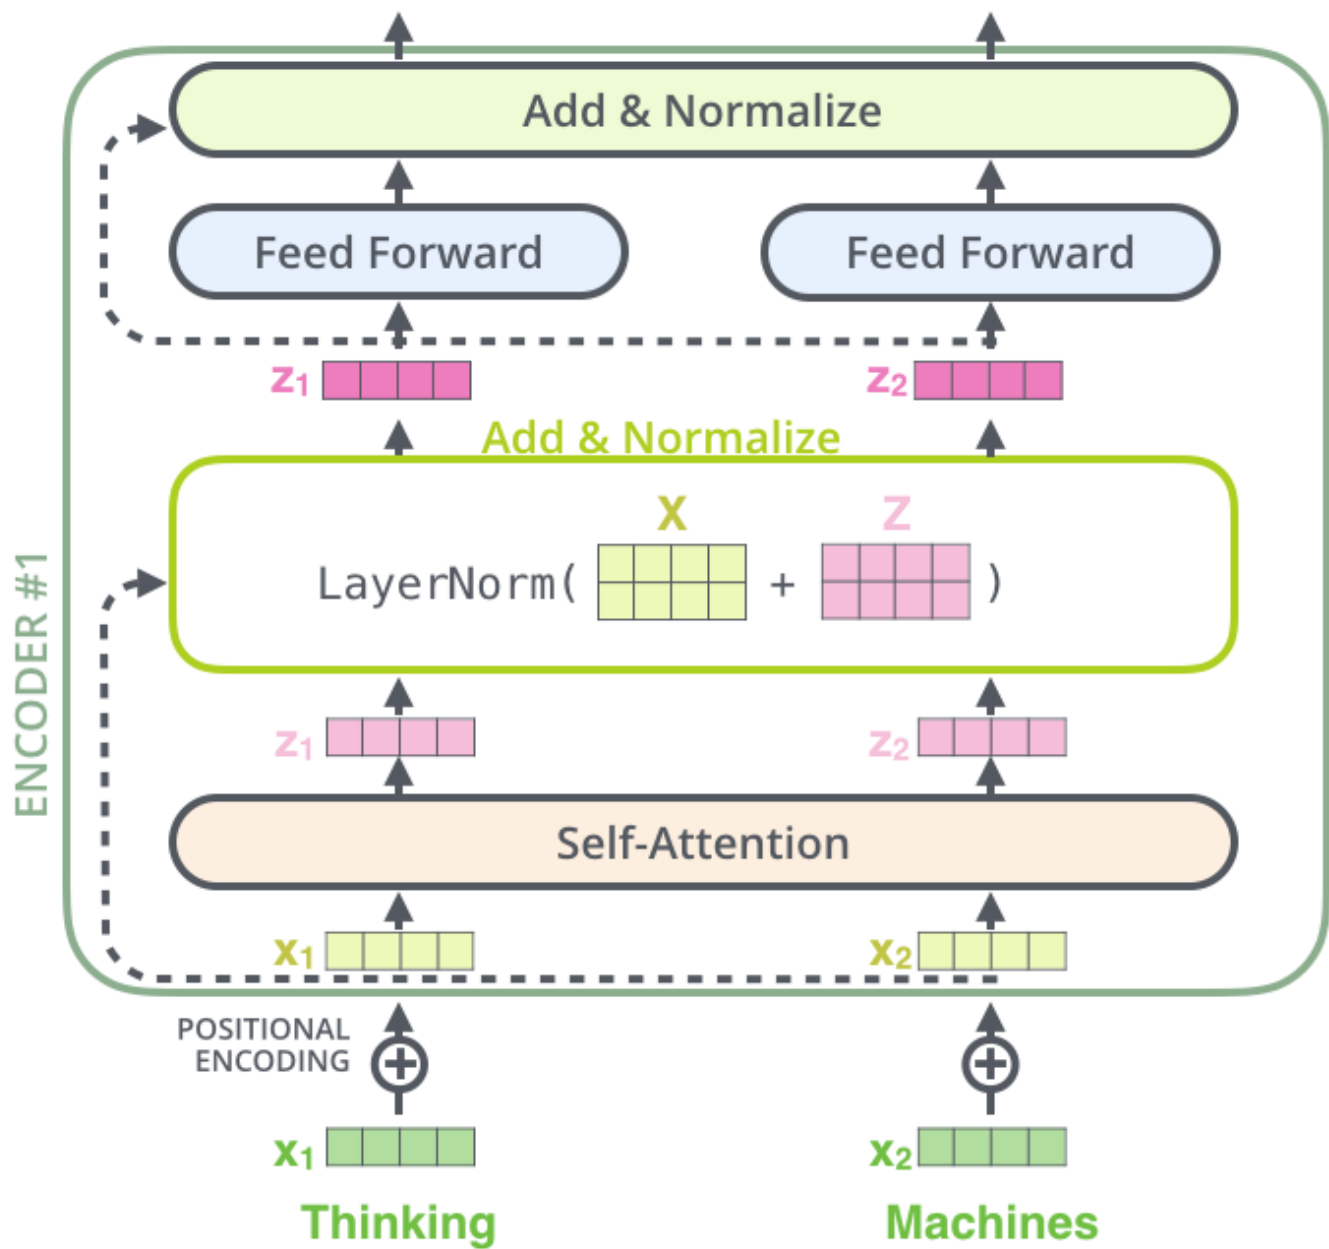 Add & Normalize
Feed Forward
Feed Forward
z1
z2
Add & Normalize
X
Z
LayerNorm(
+
)
ENCODER #1
z1
z2
Self-Attention
x1
x2
POSITIONAL
ENCODING
x1
x2
Thinking
Machines